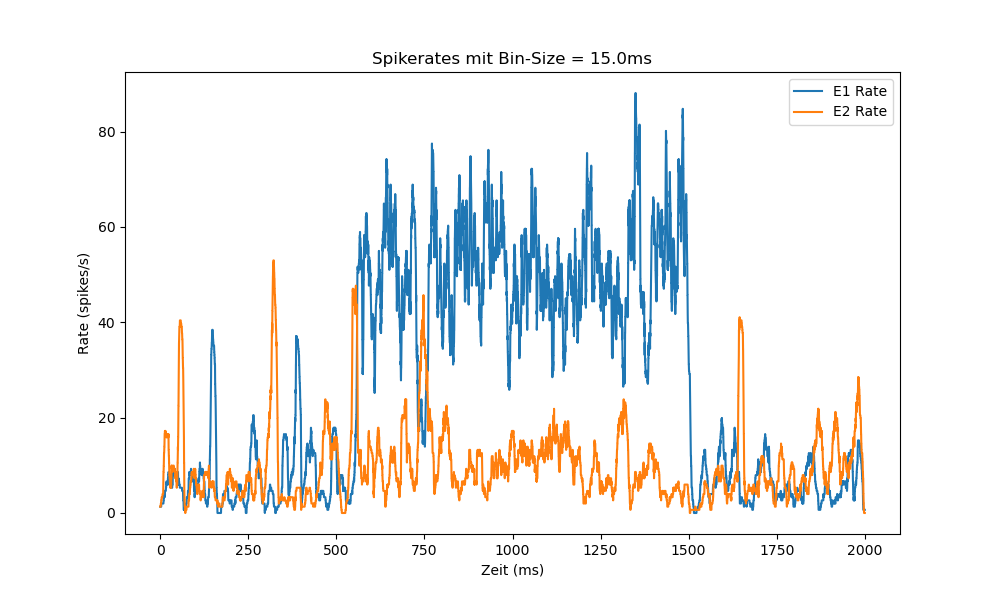 Spikerates mit Bin-Size = 15.0ms
E1 Rate
E2 Rate
Rate (spikes/s)
80
60
40
20
0
0 250 500 750 1000 1250 1500 1750 2000
Zeit (ms)